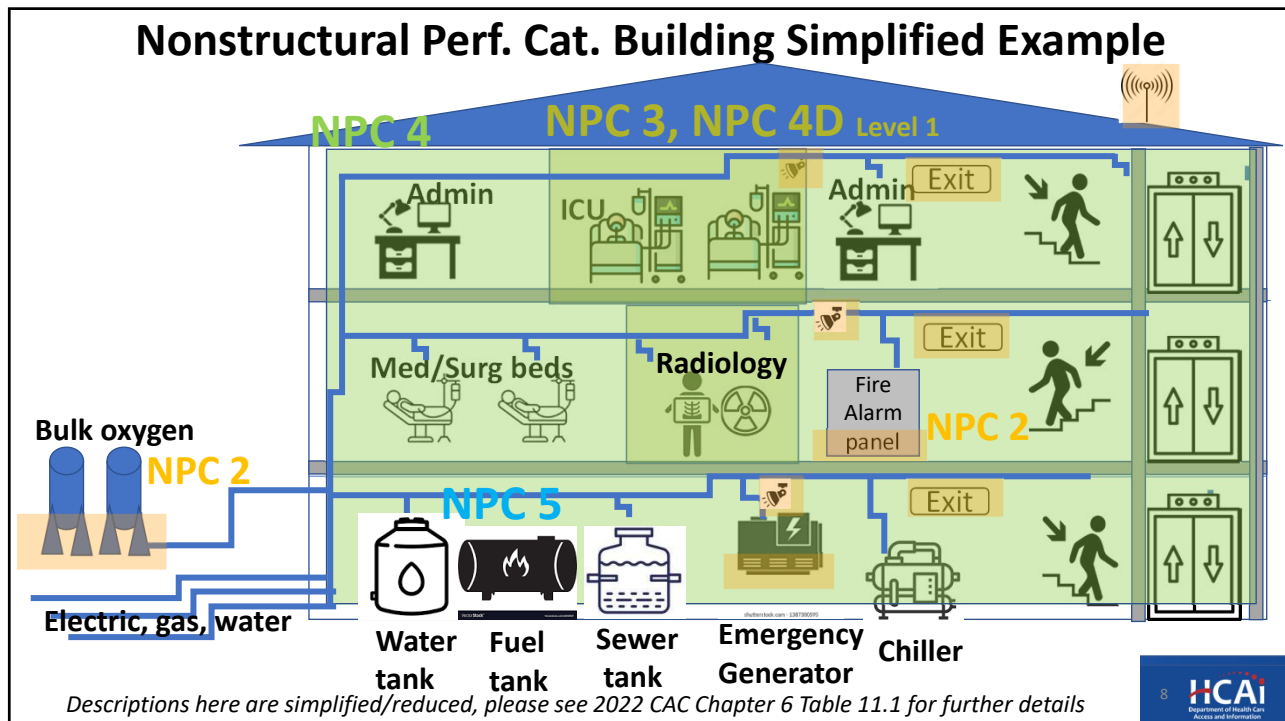 Nonstructural Perf. Cat. Building Simplified Example
NPC 4
NPC 3, NPC 4D Level 1
Admin
ICU
Admin
Exit
Med/Surg beds
Radiology
Exit
Fire
Alarm
panel
NPC 2
Bulk oxygen
NPC 2
NPC 5
Exit
Electric, gas, water
Water
tank
Fuel
tank
Sewer
tank
shutterstock.com · 1387380595
Emergency
Generator
Chiller
Descriptions here are simplified/reduced, please see 2022 CAC Chapter 6 Table 11.1 for further details
8
HCAi
Department of Health Care
Access and Information